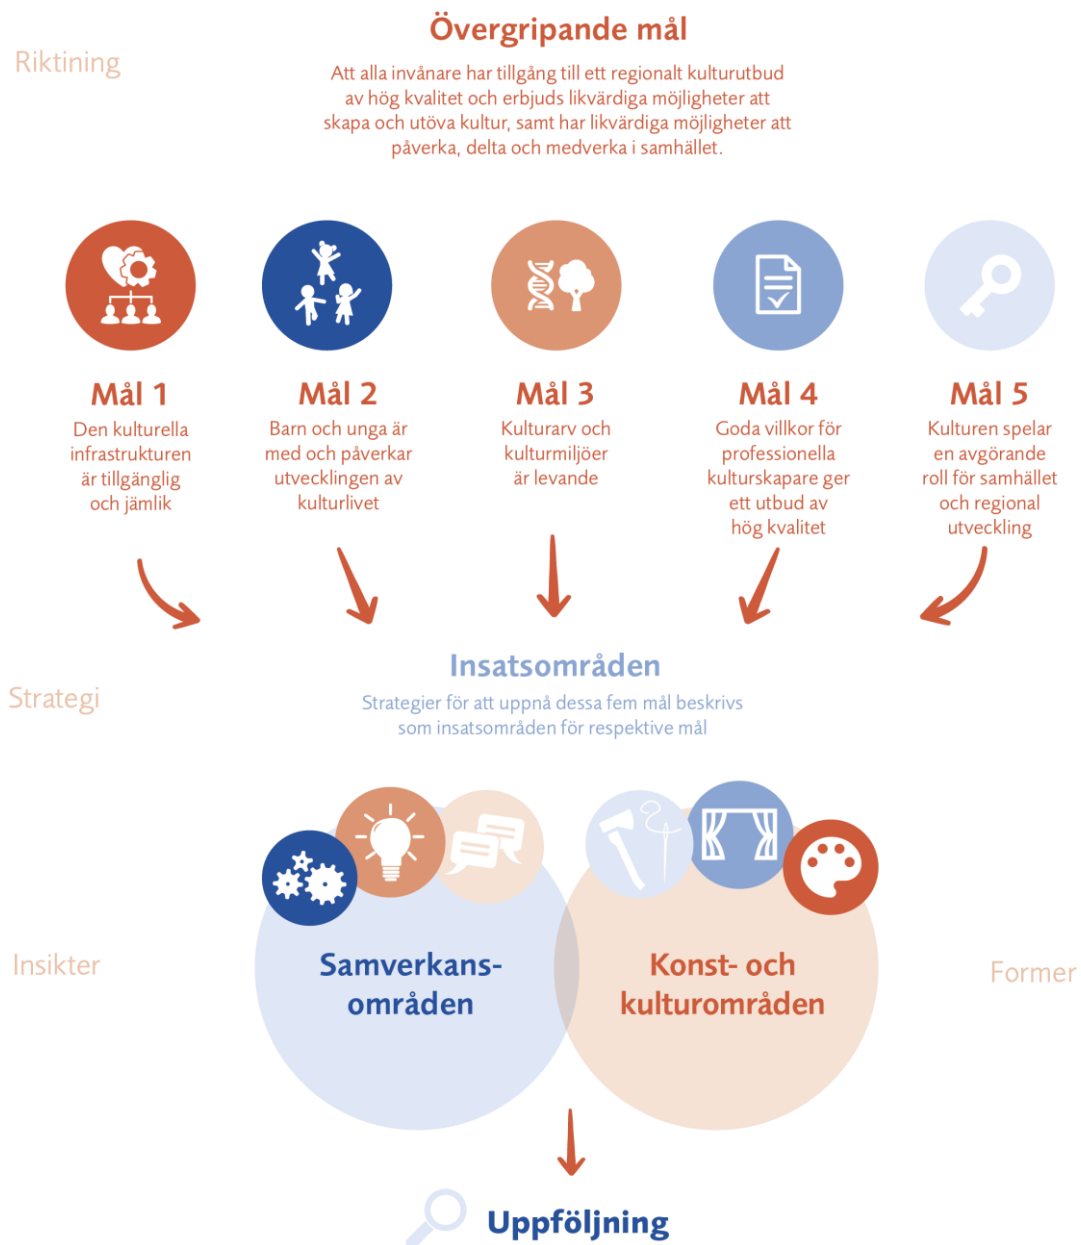 Övergripande mål
Riktining
Att alla invånare har tillgång till ett regionalt kulturutbud
av hög kvalitet och erbjuds likvärdiga möjligheter att
skapa och utöva kultur, samt har likvärdiga möjligheter att
påverka, delta och medverka i samhället.
Mål 1
Den kulturella
infrastrukturen
är tillgänglig
och jämlik
Mål 2
Barn och unga är
med och påverkar
utvecklingen av
kulturlivet
Mål 3
Kulturarv och
kulturmiljöer
är levande
Mål 4
Goda villkor för
professionella
kulturskapare ger
ett utbud av
hög kvalitet
Mål 5
Kulturen spelar
en avgörande
roll för samhället
och regional
utveckling
Insatsområden
Strategi
Strategier för att uppnå dessa fem mål beskrivs
som insatsområden för respektive mål
Insikter
Samverkans-
områden
Konst- och
kulturområden
Former
Uppföljning